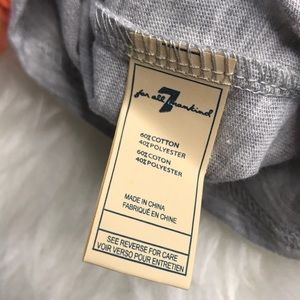 7
for all mankind
60%COTTON
40%POLYESTER
60%COTON
40%POLYESTER
MADE IN CHINA
FABRIQUÉ EN CHINE
SEE REVERSE FOR CARE
VOIR VERSO POUR ENTRETIEN